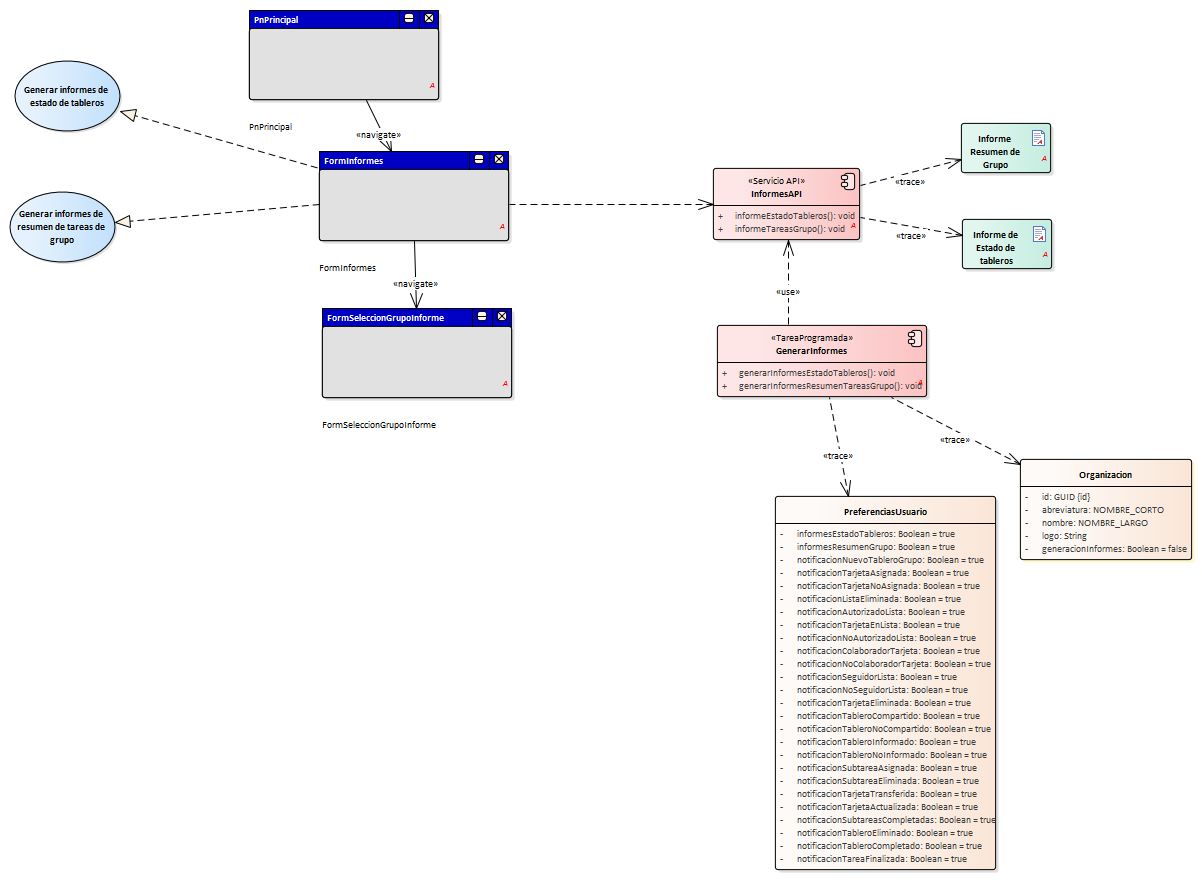 PnPrincipal
A
PnPrincipal
Generar informes de
estado de tableros
«navigate»
FormInformes
A
FormInformes
Generar informes de
resumen de tareas de
grupo
«navigate»
FormSeleccionGrupoInforme
A
FormSeleccionGrupoInforme
«Servicio API»
InformesAPI
+ informeEstadoTableros(): void
+ informeTareasGrupo(): void
A
«trace»
Informe
Resumen de
Grupo
A
«trace»
Informe de
Estado de
tableros
A
«use»
«TareaProgramada»
GenerarInformes
+ generarInformesEstadoTableros(): void
+ generarInformesResumenTareasGrupo(): void
A
«trace»
«trace»
Organizacion
- id: GUID {id}
- abreviatura: NOMBRE_CORTO
- nombre: NOMBRE_LARGO
- logo: String
- generacionInformes: Boolean = false
PreferenciasUsuario
- informesEstadoTableros: Boolean = true
- informesResumenGrupo: Boolean = true
- notificacionNuevoTableroGrupo: Boolean = true
- notificacionTarjetaAsignada: Boolean = true
- notificacionTarjetaNoAsignada: Boolean = true
- notificacionListaEliminada: Boolean = true
- notificacionAutorizadoLista: Boolean = true
- notificacionTarjetaEnLista: Boolean = true
- notificacionNoAutorizadoLista: Boolean = true
- notificacionColaboradorTarjeta: Boolean = true
- notificacionNoColaboradorTarjeta: Boolean = true
- notificacionSeguidorLista: Boolean = true
- notificacionNoSeguidorLista: Boolean = true
- notificacionTarjetaEliminada: Boolean = true
- notificacionTableroCompartido: Boolean = true
- notificacionTableroNoCompartido: Boolean = true
- notificacionTableroInformado: Boolean = true
- notificacionTableroNoInformado: Boolean = true
- notificacionSubtareaAsignada: Boolean = true
- notificacionSubtareaEliminada: Boolean = true
- notificacionTarjetaTransferida: Boolean = true
- notificacionTarjetaActualizada: Boolean = true
- notificacionSubtareasCompletadas: Boolean = true
- notificacionTableroEliminado: Boolean = true
- notificacionTableroCompletado: Boolean = true
- notificacionTareaFinalizada: Boolean = true